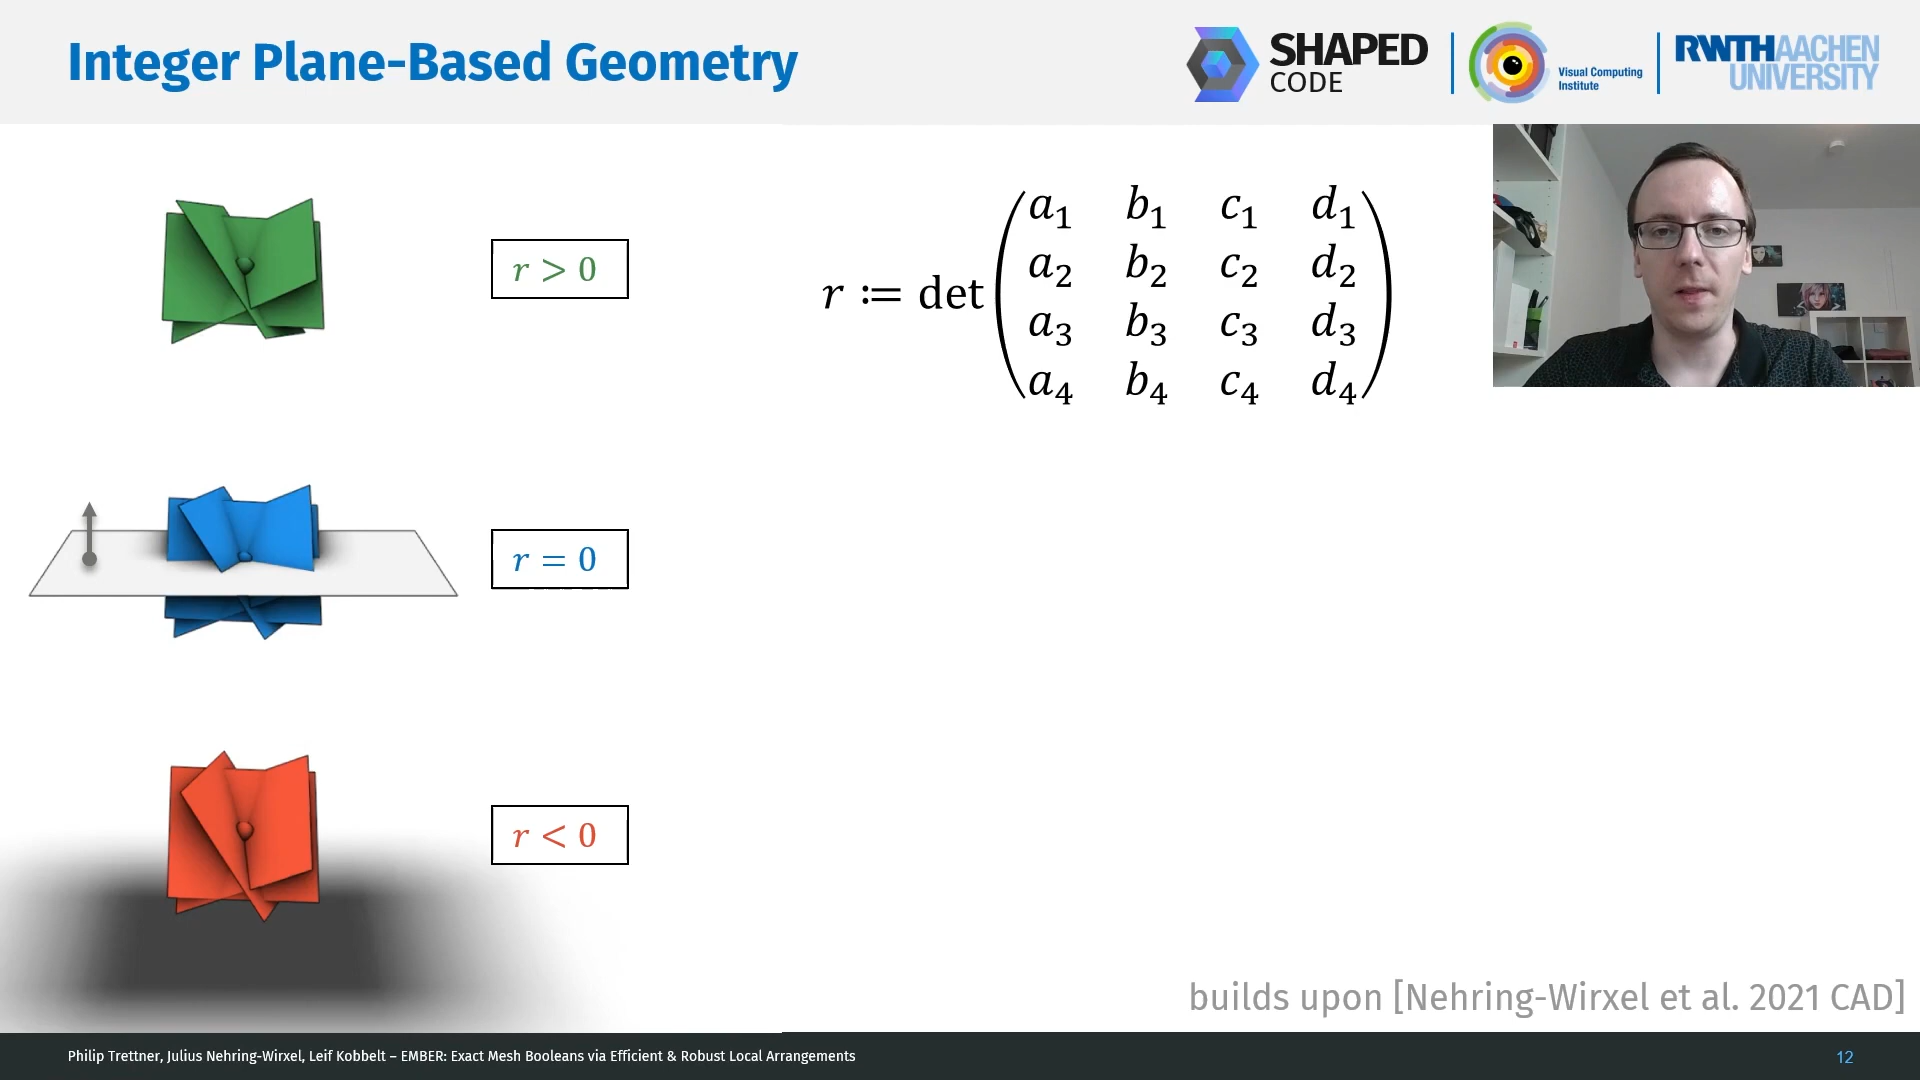 Integer Plane-Based Geometry
SHAPED
CODE
Visual Computing
Institute
RWTHAACHEN
UNIVERSITY
r > 0
r ≔ det
a₁ b₁ c₁ d₁
a₂ b₂ c₂ d₂
a₃ b₃ c₃ d₃
a₄ b₄ c₄ d₄
r = 0
r < 0
builds upon [Nehring-Wirxel et al. 2021 CAD]
Philip Trettner, Julius Nehring-Wirxel, Leif Kobbelt – EMBER: Exact Mesh Booleans via Efficient & Robust Local Arrangements
12